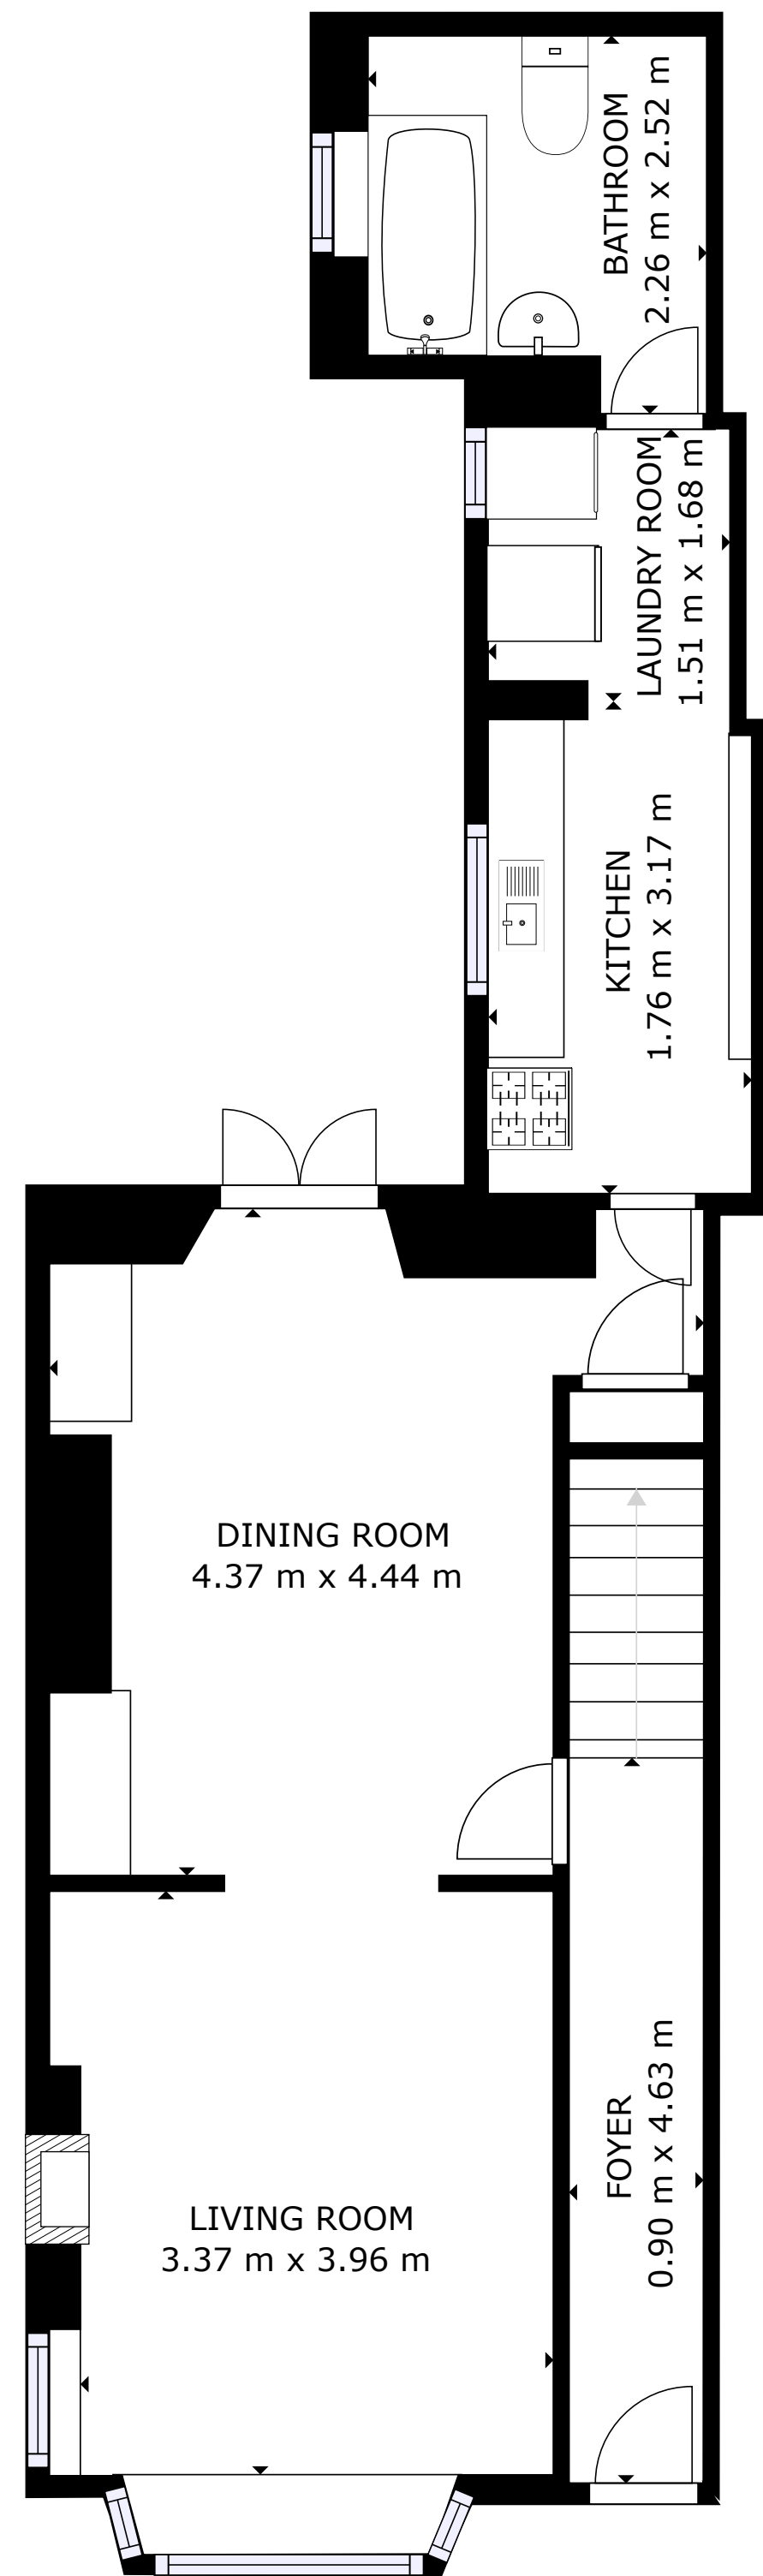 BATHROOM
2.26 m x 2.52 m
LAUNDRY ROOM
1.51 m x 1.68 m
KITCHEN
1.76 m x 3.17 m
DINING ROOM
4.37 m x 4.44 m
FOYER
0.90 m x 4.63 m
LIVING ROOM
3.37 m x 3.96 m